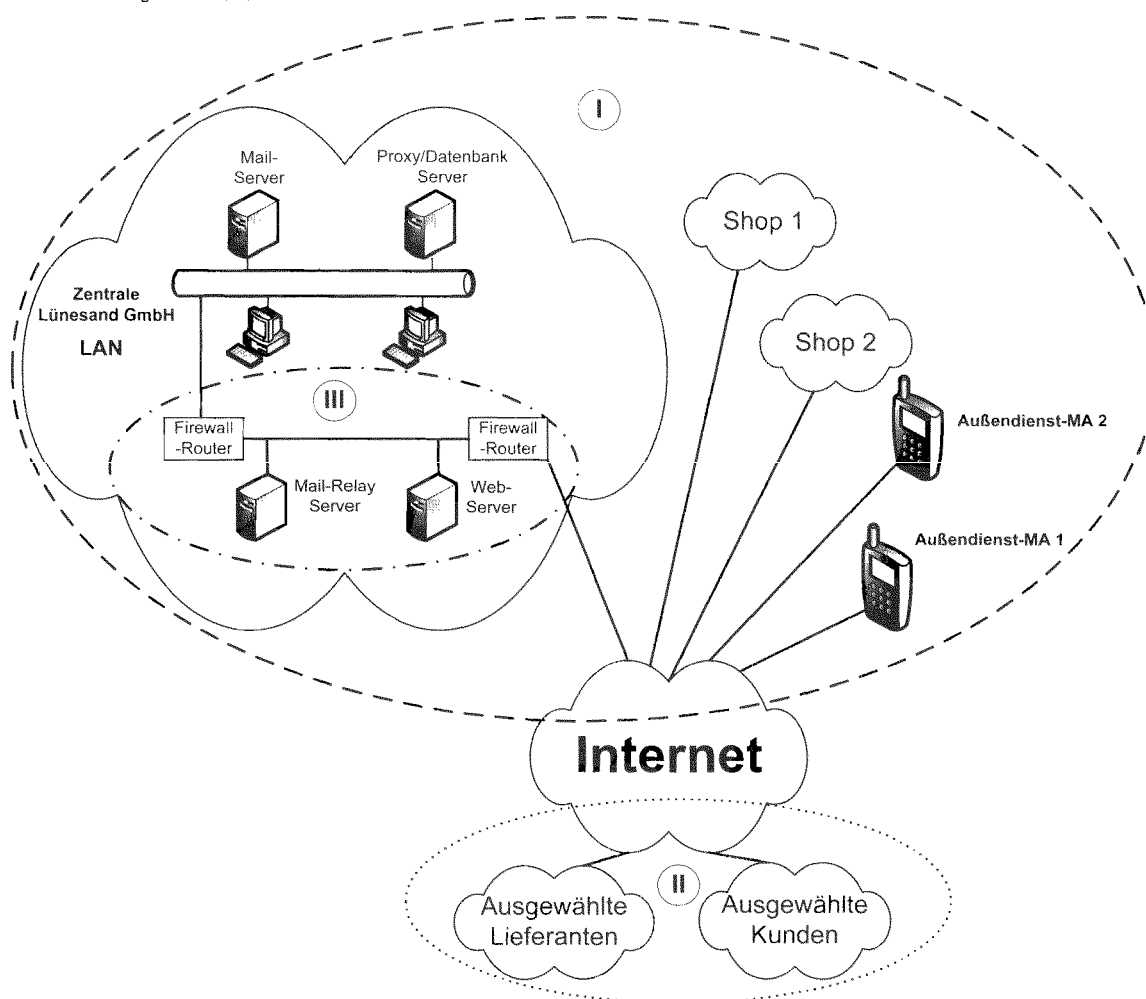 I
Mail-
Server
Proxy/Datenbank
Server
Shop 1
Zentrale
Lünesand GmbH
LAN
Shop 2
III
Firewall
-Router
Firewall
-Router
Außendienst-MA 2
Mail-Relay
Server
Web-
Server
Außendienst-MA 1
Internet
II
Ausgewählte
Lieferanten
Ausgewählte
Kunden